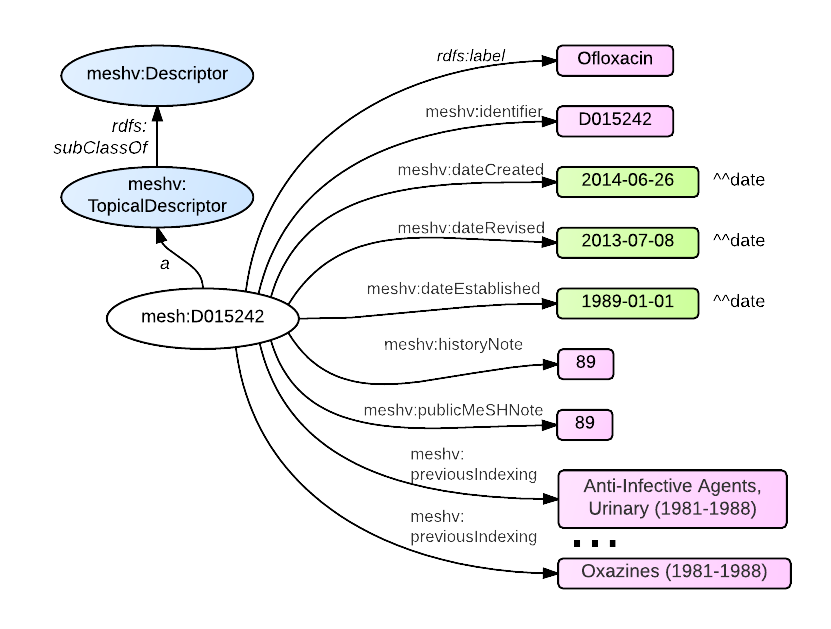 meshv:Descriptor
rdfs:
subClassOf
meshv:
TopicalDescriptor
a
mesh:D015242
rdfs:label
Ofloxacin
meshv:identifier
D015242
meshv:dateCreated
2014-06-26
^^date
meshv:dateRevised
2013-07-08
^^date
meshv:dateEstablished
1989-01-01
^^date
meshv:historyNote
89
meshv:publicMeSHNote
89
meshv:
previousIndexing
Anti-Infective Agents,
Urinary (1981-1988)
...
meshv:
previousIndexing
Oxazines (1981-1988)